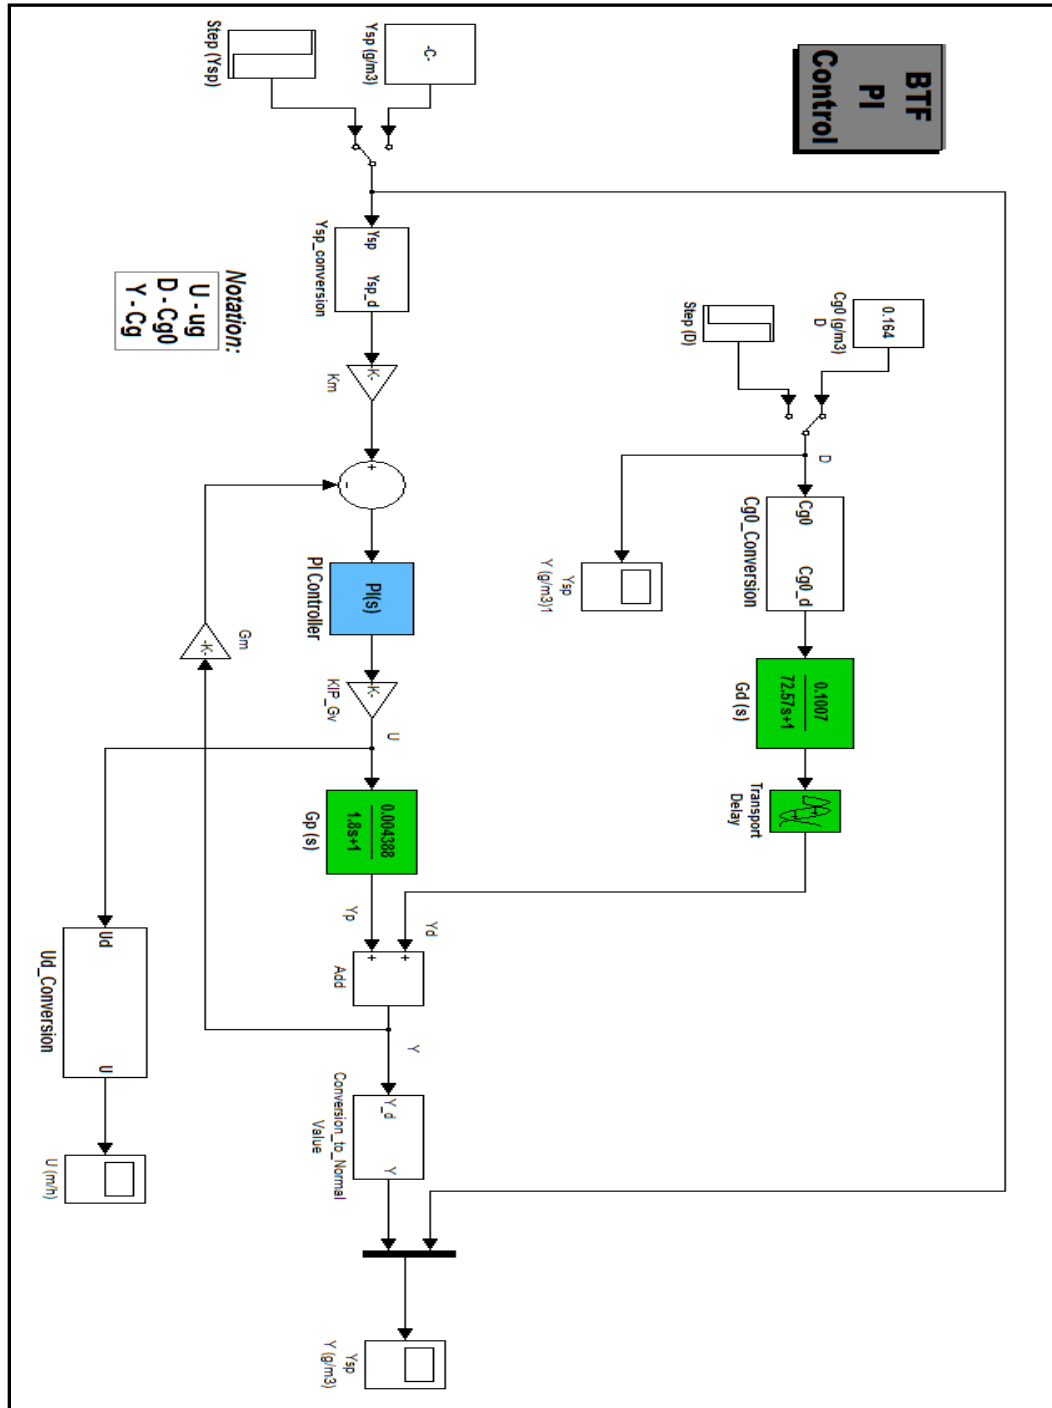 BTF
PI
Control
-C-
Ysp (g/m3)
Step (Ysp)
Ysp
Ysp_d
Ysp_conversion
-K-
Km
+
-
PI(s)
PI Controller
-K-
KIP_Gv
U
0.004388
1.8s+1
Gp (s)
Yp
Yd
+
+
Add
Y
Y_d
Y
Conversion_to_Normal
Value
Ysp
Y (g/m3)
0.164
Cg0 (g/m3)
D
Step (D)
D
Cg0
Cg0_d
Cg0_Conversion
Ysp
Y (g/m3)1
0.1007
72.57s+1
Gd (s)
Transport
Delay
Gm
-K-
Ud
U
Ud_Conversion
U (m/h)
Notation:
U - ug
D - Cg0
Y - Cg